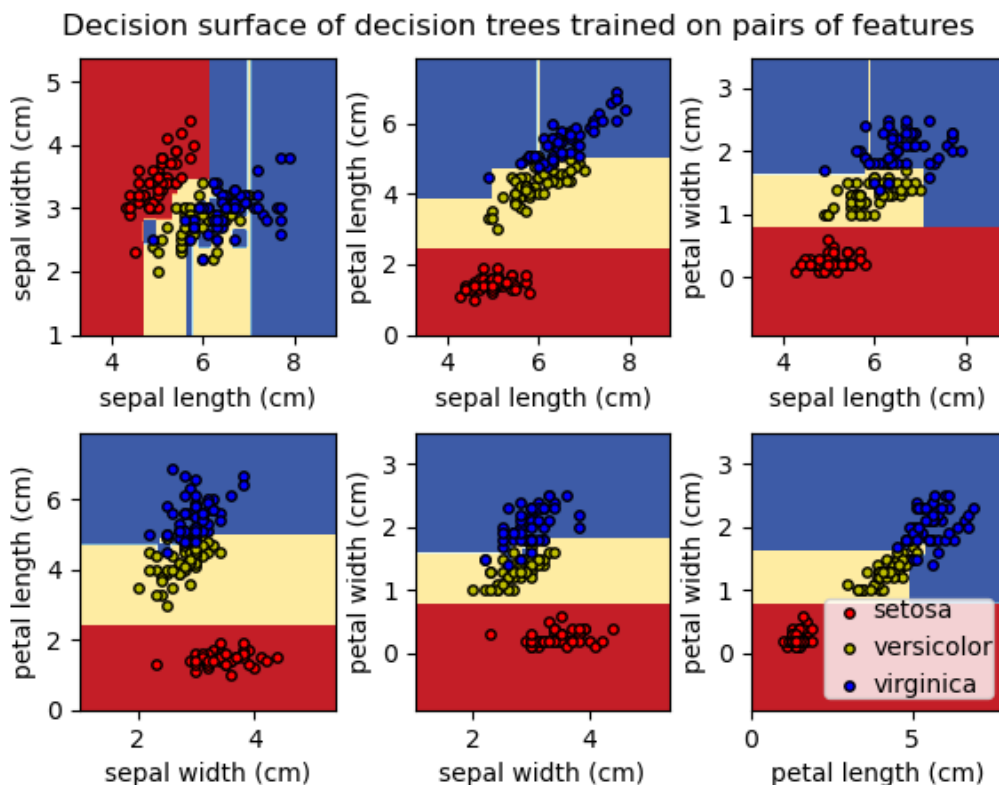 Decision surface of decision trees trained on pairs of features
5
4
3
2
1
sepal width (cm)
4 6 8
sepal length (cm)
6
4
2
0
petal length (cm)
4 6 8
sepal length (cm)
3
2
1
0
petal width (cm)
4 6 8
sepal length (cm)
6
4
2
0
petal length (cm)
2 4
sepal width (cm)
3
2
1
0
petal width (cm)
2 4
sepal width (cm)
3
2
1
0
petal width (cm)
setosa
versicolor
virginica
0 5
petal length (cm)